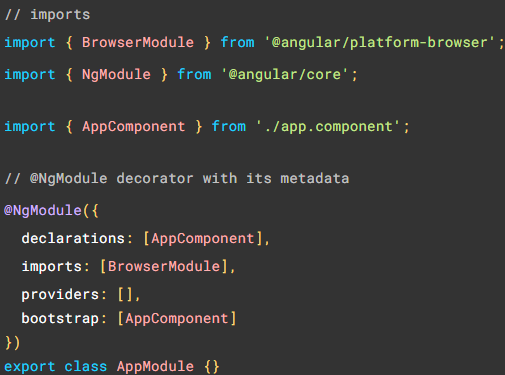 // imports
import { BrowserModule } from '@angular/platform-browser';
import { NgModule } from '@angular/core';
import { AppComponent } from './app.component';
// @NgModule decorator with its metadata
@NgModule({
  declarations: [AppComponent],
  imports: [BrowserModule],
  providers: [],
  bootstrap: [AppComponent]
})
export class AppModule {}